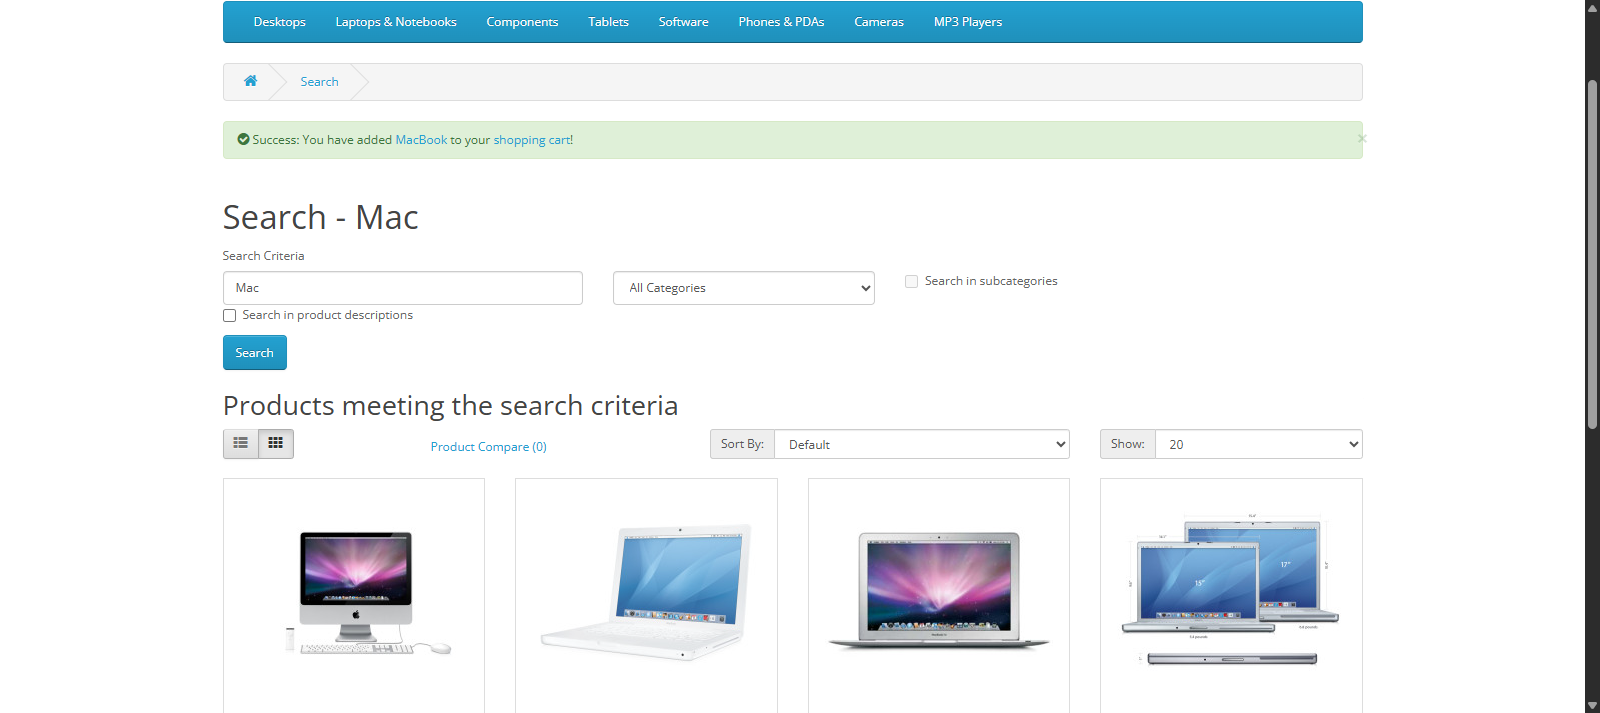 Desktops Laptops & Notebooks Components Tablets Software Phones & PDAs Cameras MP3 Players
Search
Success: You have added MacBook to your shopping cart!
×
Search - Mac
Search Criteria
Mac
All Categories
Search in subcategories
Search in product descriptions
Search
Products meeting the search criteria
Product Compare (0)
Sort By: Default
Show: 20
15"
17"